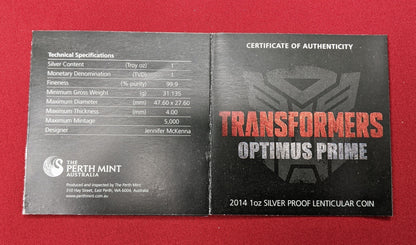 Technical Specifications
Silver Content (Troy oz) 1
Monetary Denomination (TVD) 1
Fineness (% purity) 99.9
Minimum Gross Weight (g) 31.135
Maximum Diameter (mm) 47.60 x 27.60
Maximum Thickness (mm) 4.00
Maximum Mintage 5,000
Designer Jennifer McKenna
THE
PERTH MINT
AUSTRALIA
Produced and inspected by The Perth Mint
310 Hay Street, East Perth, WA 6004, Australia
www.perthmint.com.au
CERTIFICATE OF AUTHENTICITY
TRANSFORMERS
OPTIMUS PRIME
2014 1oz SILVER PROOF LENTICULAR COIN